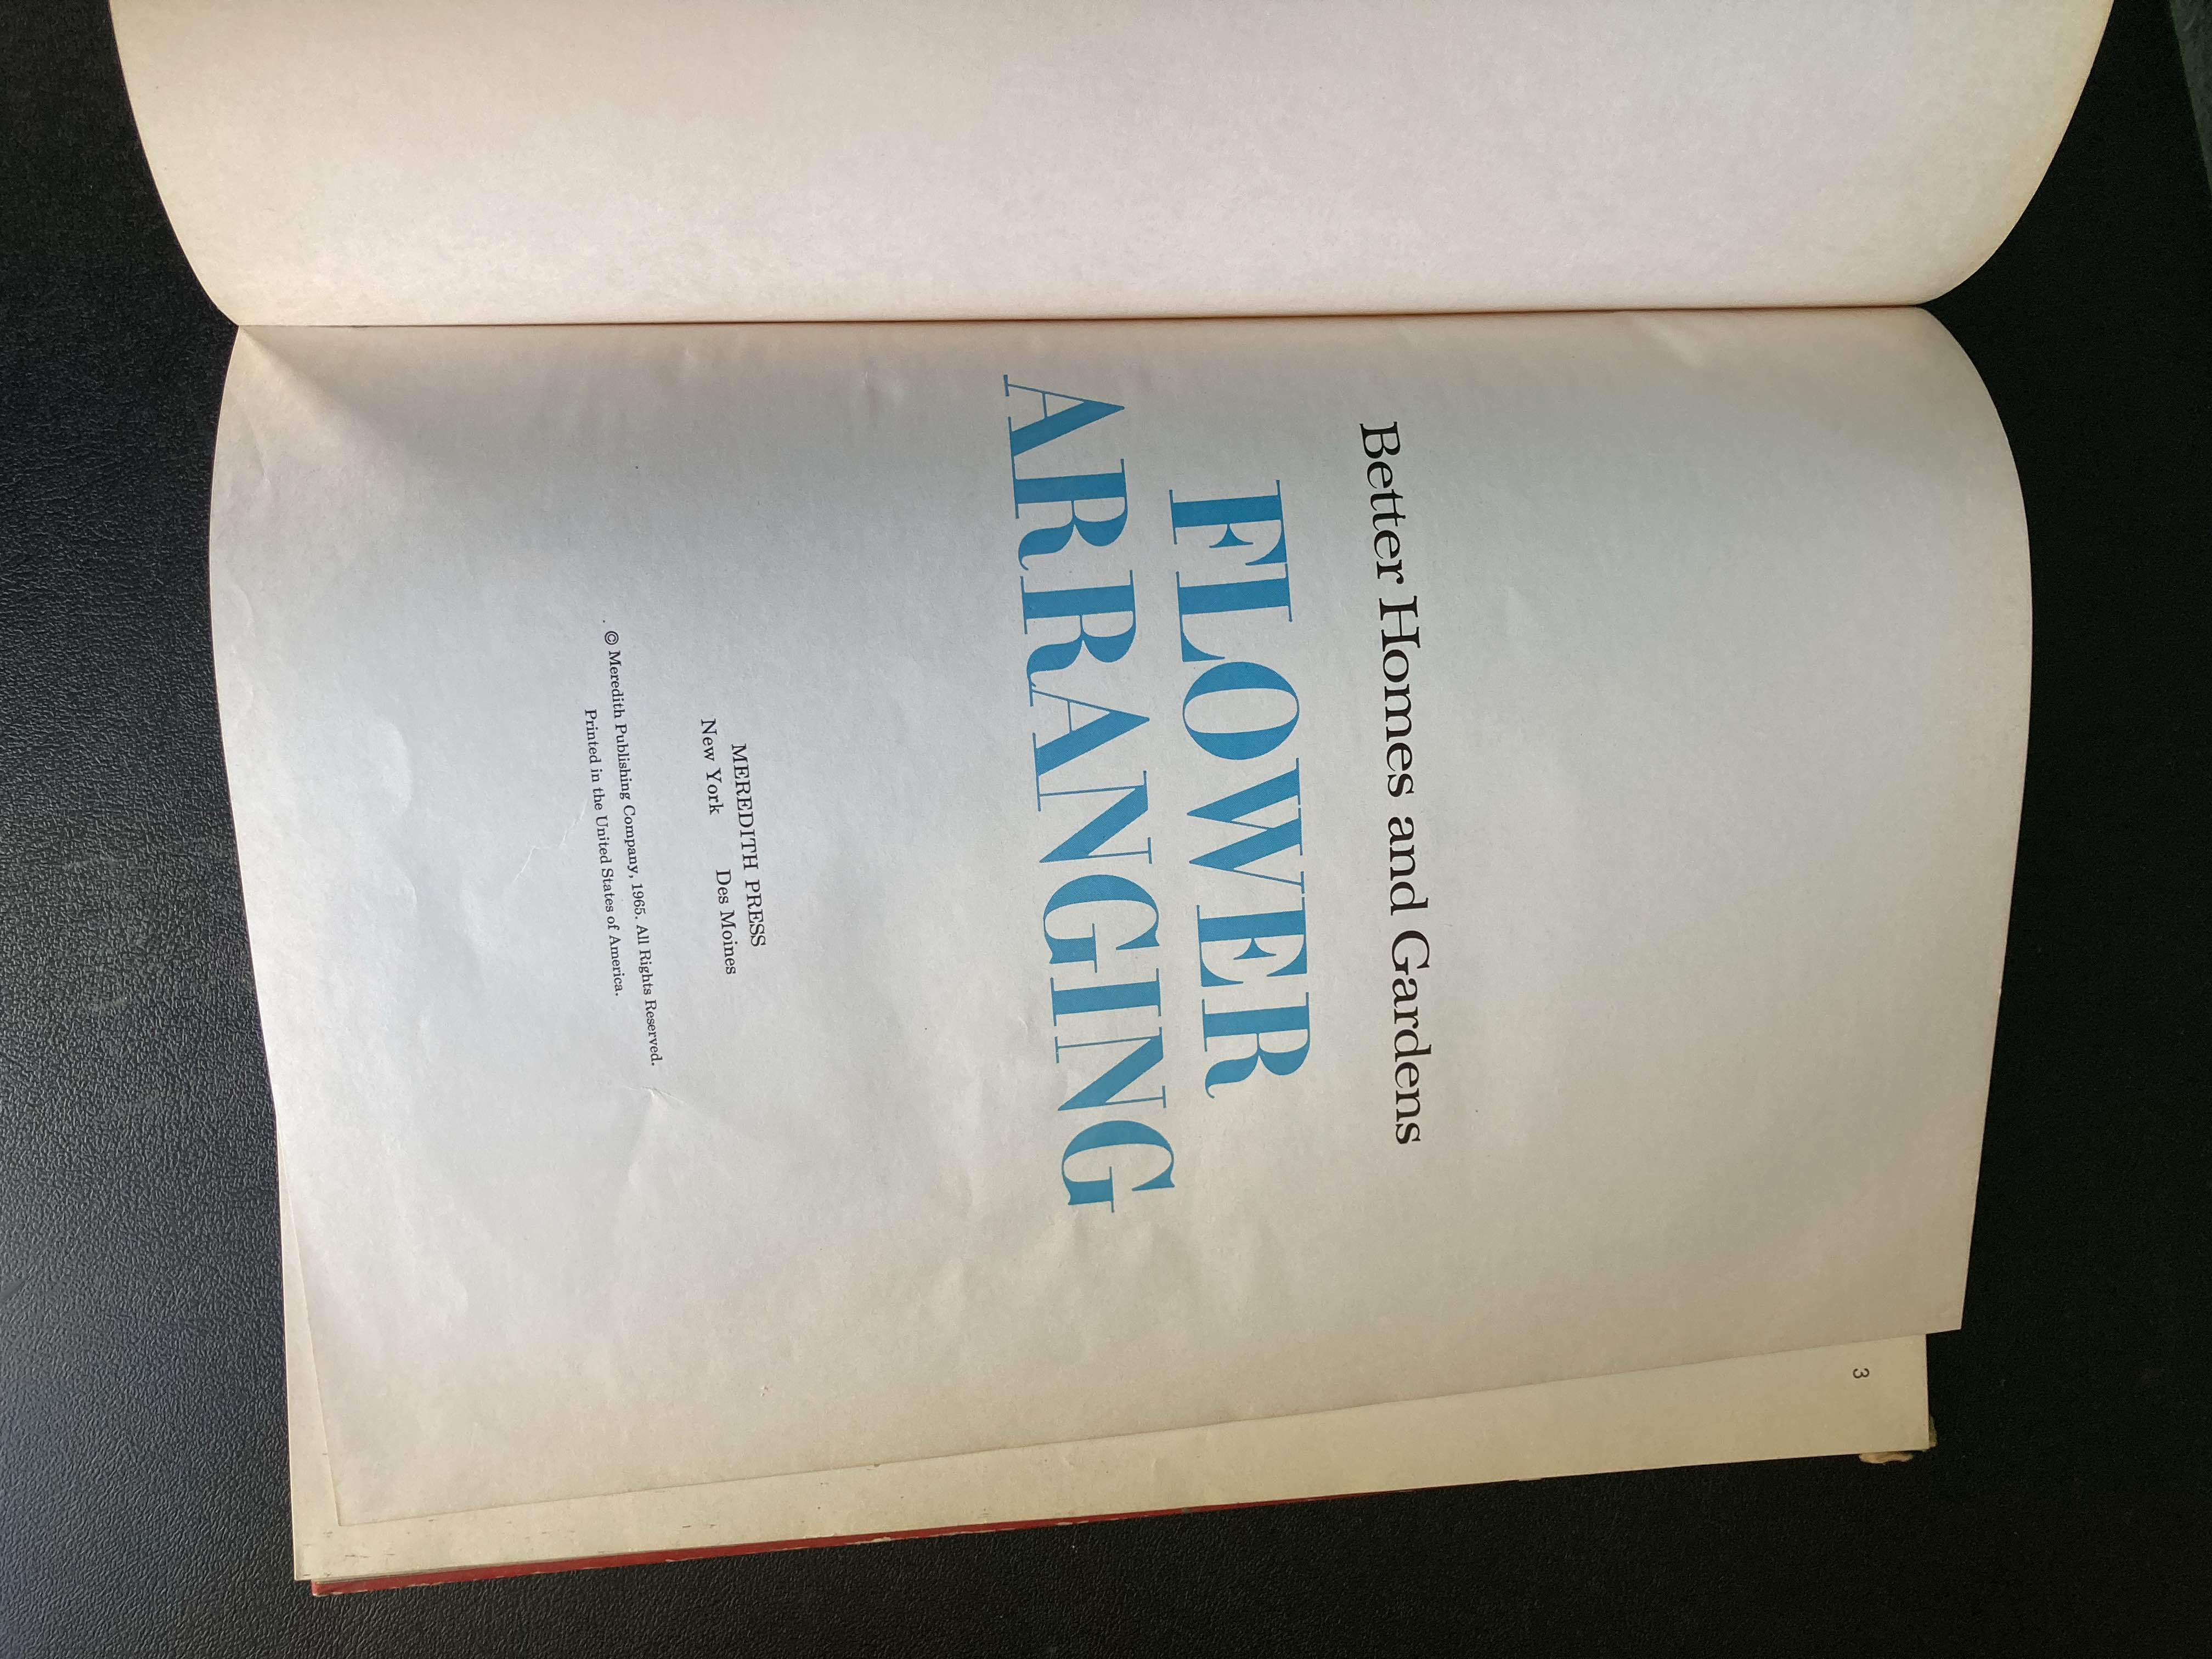 Better Homes and Gardens
FLOWER
ARRANGING
MEREDITH PRESS
New York Des Moines
© Meredith Publishing Company, 1965. All Rights Reserved.
Printed in the United States of America.
3